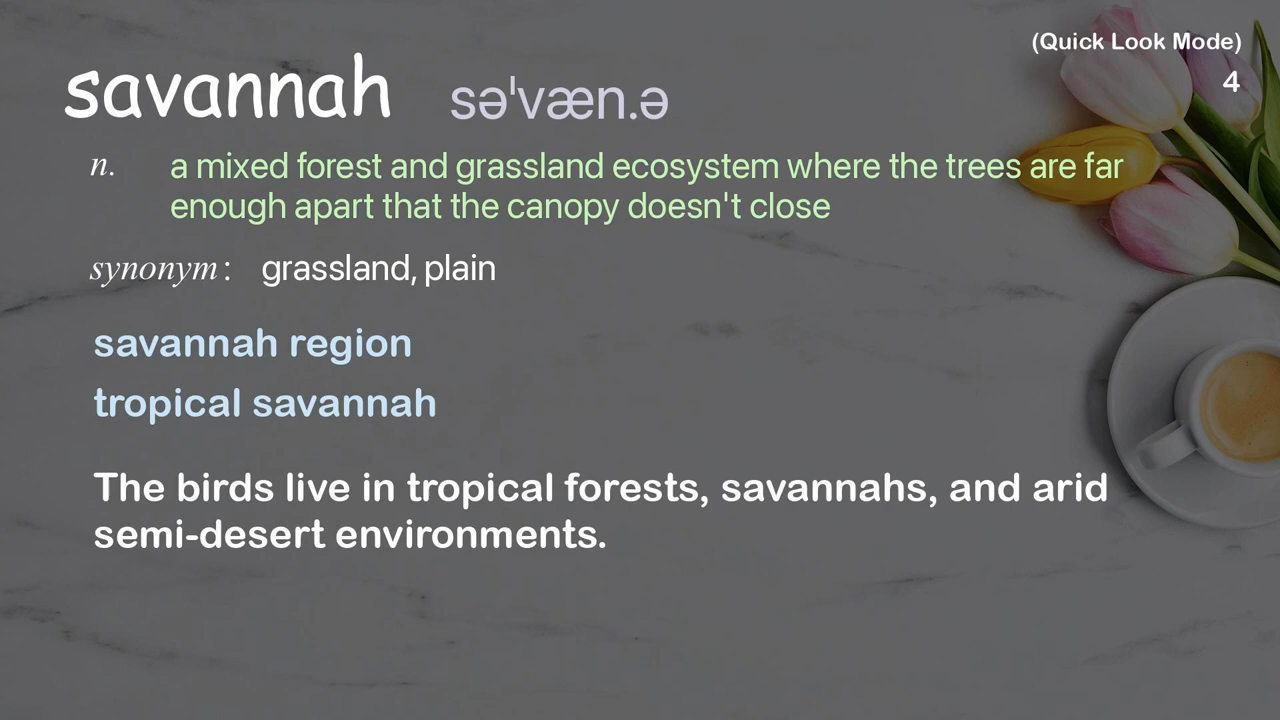 (Quick Look Mode)
4
savannah səˈvæn.ə
n. a mixed forest and grassland ecosystem where the trees are far
enough apart that the canopy doesn't close
synonym: grassland, plain
savannah region
tropical savannah
The birds live in tropical forests, savannahs, and arid
semi-desert environments.